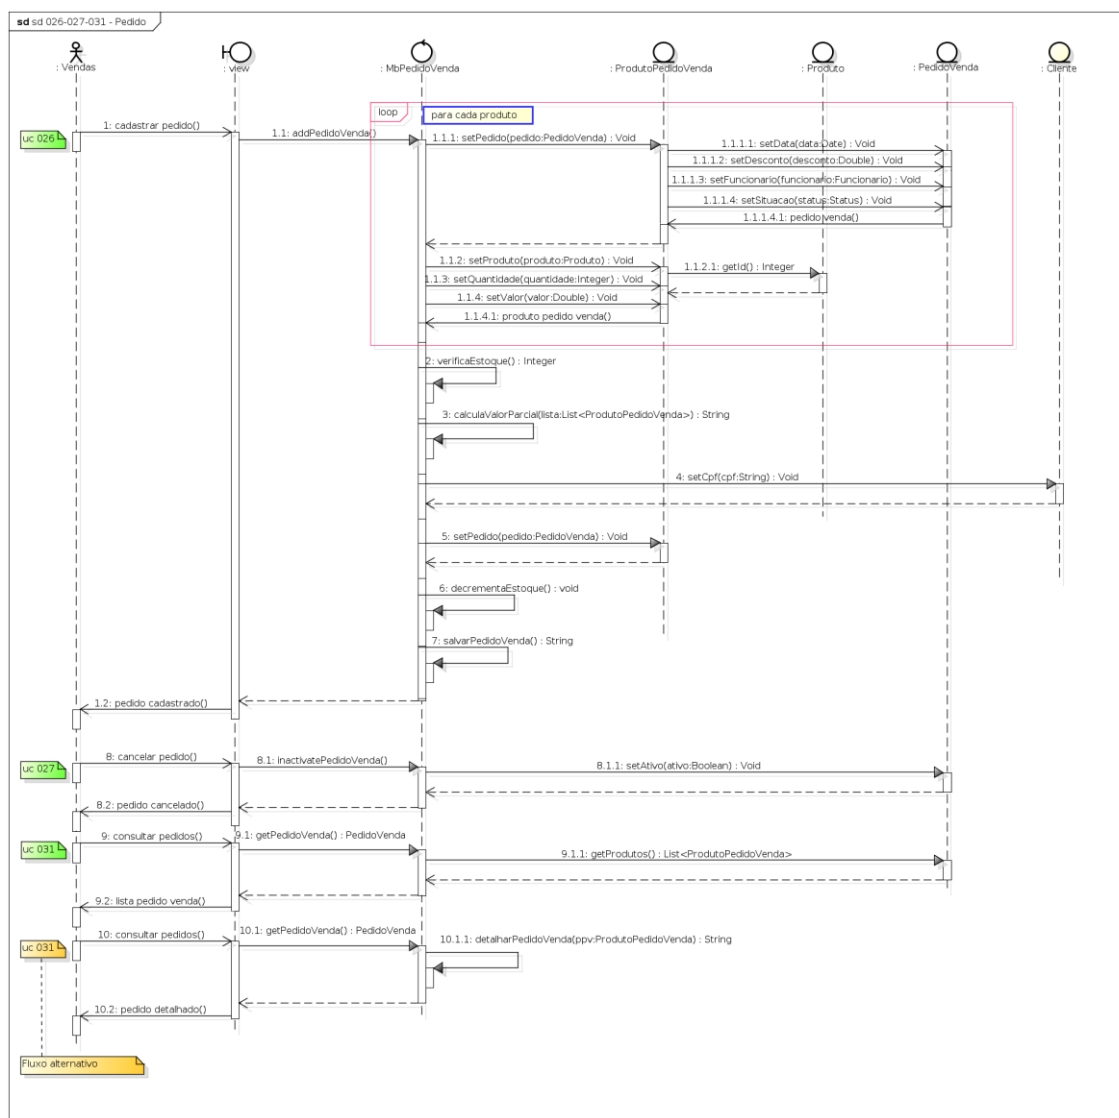 sd sd 026-027-031 - Pedido
: Vendas
: view
: MbPedidoVenda
: ProdutoPedidoVenda
: Produto
: PedidoVenda
: Cliente
loop
para cada produto
uc 026
1: cadastrar pedido()
1.1: addPedidoVenda()
1.1.1: setPedido(pedido:PedidoVenda) : Void
1.1.1.1: setData(data:Date) : Void
1.1.1.2: setDesconto(desconto:Double) : Void
1.1.1.3: setFuncionario(funcionario:Funcionario) : Void
1.1.1.4: setSituacao(status:Status) : Void
1.1.1.4.1: pedido venda()
1.1.2: setProduto(produto:Produto) : Void
1.1.2.1: getId() : Integer
1.1.3: setQuantidade(quantidade:Integer) : Void
1.1.4: setValor(valor:Double) : Void
1.1.4.1: produto pedido venda()
2: verificaEstoque() : Integer
3: calculaValorParcial(lista:List<ProdutoPedidoVenda>) : String
4: setCpf(cpf:String) : Void
5: setPedido(pedido:PedidoVenda) : Void
6: decrementaEstoque() : void
7: salvarPedidoVenda() : String
1.2: pedido cadastrado()
uc 027
8: cancelar pedido()
8.1: inactivatePedidoVenda()
8.1.1: setAtivo(ativo:Boolean) : Void
8.2: pedido cancelado()
uc 031
9: consultar pedidos()
9.1: getPedidoVenda() : PedidoVenda
9.1.1: getProdutos() : List<ProdutoPedidoVenda>
9.2: lista pedido venda()
uc 031
10: consultar pedidos()
10.1: getPedidoVenda() : PedidoVenda
10.1.1: detalharPedidoVenda(ppv:ProdutoPedidoVenda) : String
10.2: pedido detalhado()
Fluxo alternativo